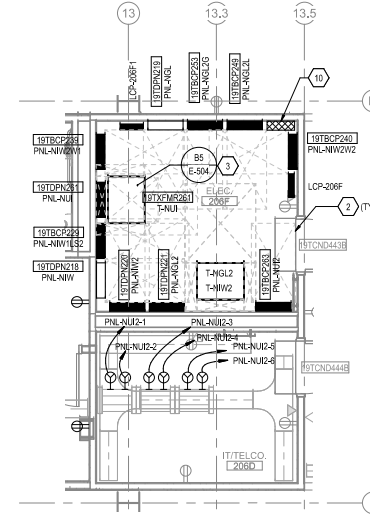 13
13.3
13.5
LCP-206F1
19TDPN219
PNL-NGL
19TBCP253
PNL-NGL2G
19TBCP249
PNL-NGL2L
10
19TBCP239
PNL-NIW2W1
B5
E-504
3
19TBCP240
PNL-NIW2W2
19TDPN261
PNL-NUI
19TXFMR261
T-NUI
ELEC.
206F
LCP-206F
19TBCP229
PNL-NIW1LS2
2
19TDPN218
PNL-NIW
19TDPN220
PNL-NIW2
19TDPN221
PNL-NGL2
T-NGL2
T-NIW2
19TBCP263
PNL-NUI2
19TCND443B
PNL-NUI2-1
PNL-NUI2-3
PNL-NUI2-4
PNL-NUI2-2
PNL-NUI2-5
PNL-NUI2-6
19TCND444B
IT/TELCO.
206D